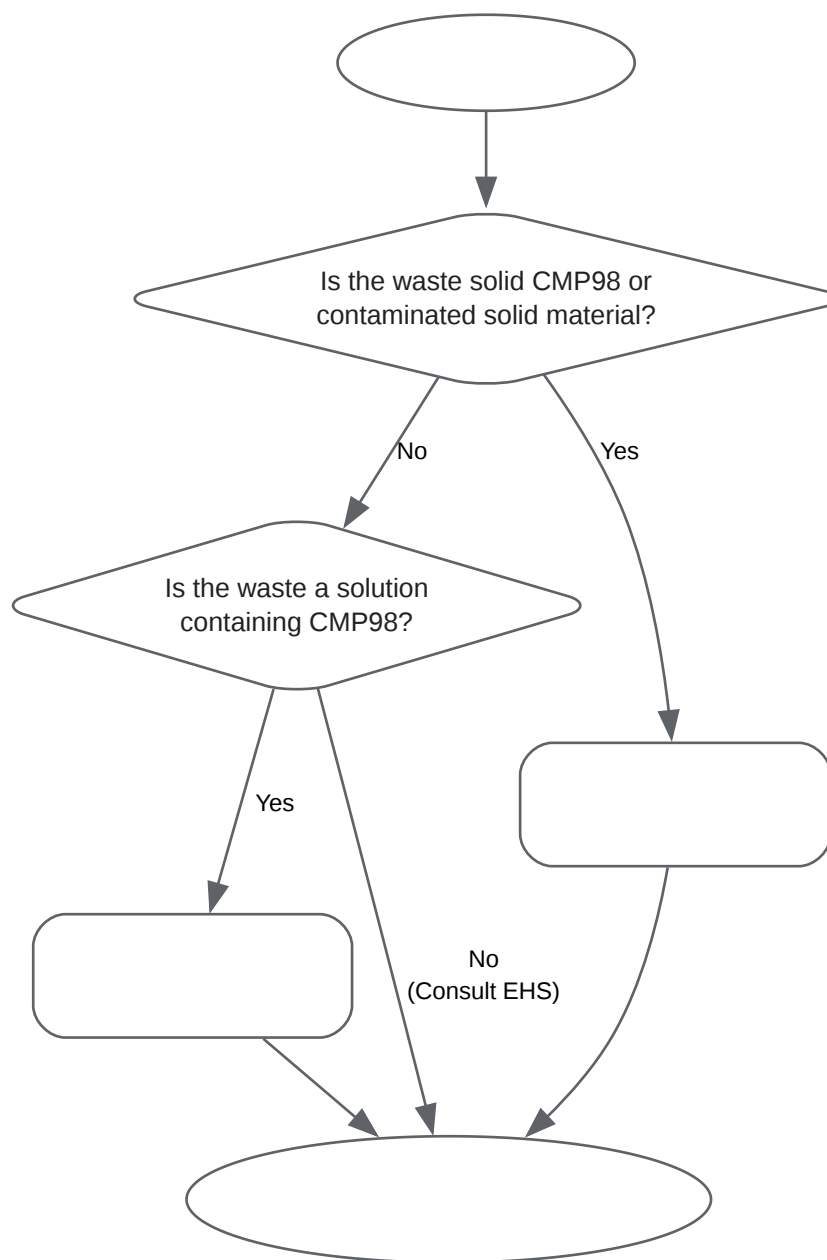 Is the waste solid CMP98 or
contaminated solid material?
No
Yes
Is the waste a solution
containing CMP98?
Yes
No
(Consult EHS)